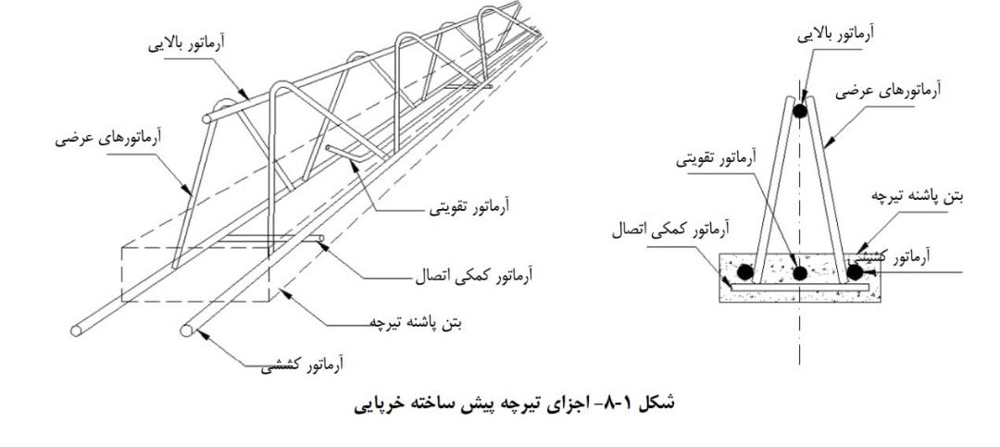 آرماتور بالایی
آرماتورهای عرضی
آرماتور تقویتی
آرماتور کمکی اتصال
بتن پاشنه تیرچه
آرماتور کششی
آرماتور بالایی
آرماتورهای عرضی
آرماتور تقویتی
بتن پاشنه تیرچه
آرماتور کمکی اتصال
آرماتور کششی
شکل ۱-۸- اجزای تیرچه پیش ساخته خرپایی